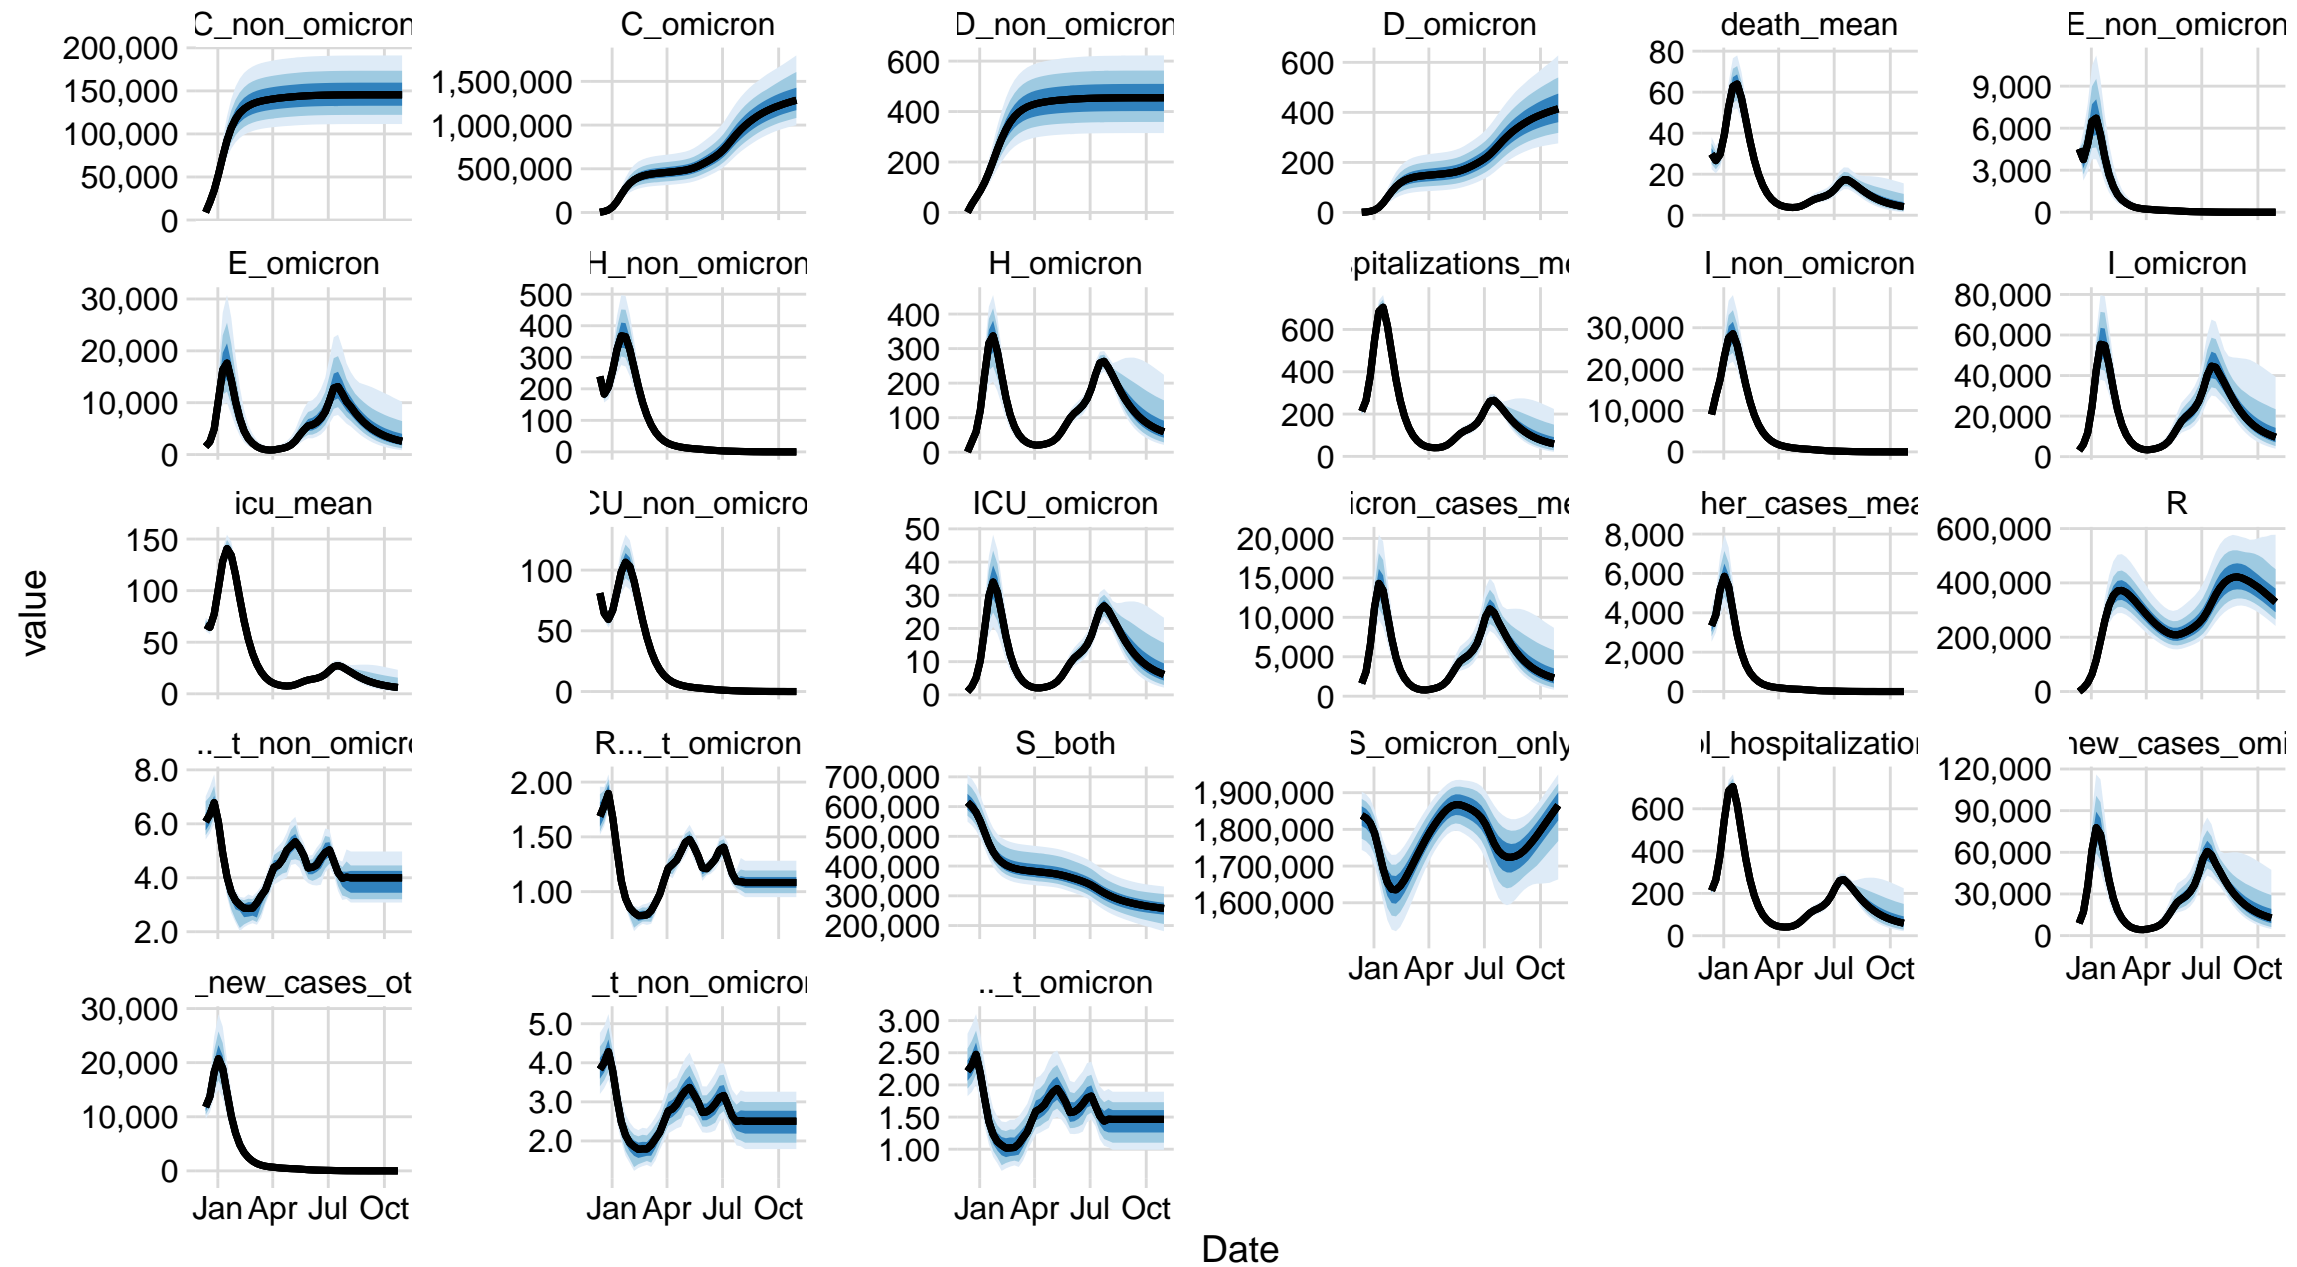 C_non_omicron C_omicron D_non_omicron D_omicron death_mean E_non_omicron
200,000 150,000 100,000 50,000 0
1,500,000 1,000,000 500,000 0
600 400 200 0
600 400 200 0
80 60 40 20 0
9,000 6,000 3,000 0
E_omicron H_non_omicron H_omicron pitalizations_me I_non_omicron I_omicron
30,000 20,000 10,000 0
500 400 300 200 100 0
400 300 200 100 0
600 400 200 0
30,000 20,000 10,000 0
80,000 60,000 40,000 20,000 0
icu_mean CU_non_omicro ICU_omicron icron_cases_me her_cases_mea R
150 100 50 0
100 50 0
50 40 30 20 10 0
20,000 15,000 10,000 5,000 0
8,000 6,000 4,000 2,000 0
600,000 400,000 200,000 0
.._t_non_omicro R..._t_omicron S_both S_omicron_only ol_hospitalization new_cases_omi
8.0 6.0 4.0 2.0
2.00 1.50 1.00
700,000 600,000 500,000 400,000 300,000 200,000
1,900,000 1,800,000 1,700,000 1,600,000
600 400 200 0
120,000 90,000 60,000 30,000 0
Jan Apr Jul Oct Jan Apr Jul Oct Jan Apr Jul Oct
_new_cases_ot _t_non_omicron .._t_omicron
30,000 20,000 10,000 0
5.0 4.0 3.0 2.0
3.00 2.50 2.00 1.50 1.00
Jan Apr Jul Oct Jan Apr Jul Oct Jan Apr Jul Oct
value
Date